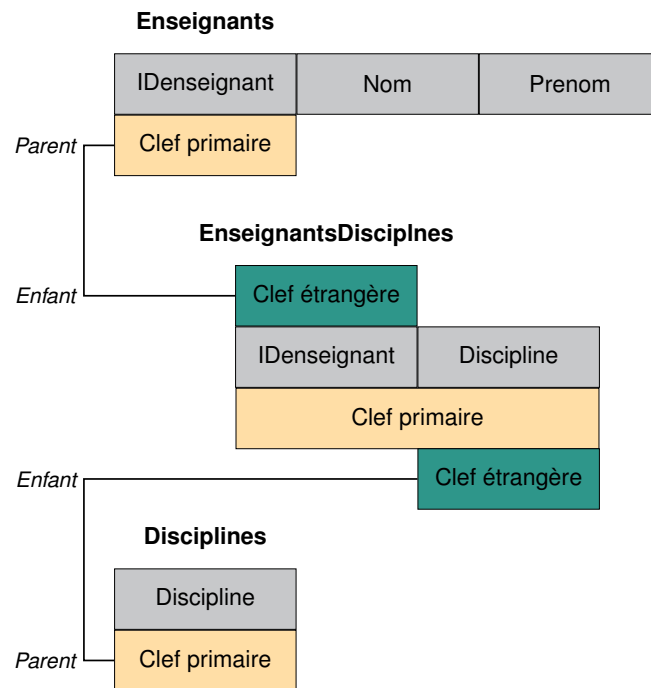 Enseignants
IDenseignant Nom Prenom
Parent Clef primaire
EnseignantsDisciplnes
Enfant Clef étrangère
IDenseignant Discipline
Clef primaire
Enfant Clef étrangère
Disciplines
Discipline
Parent Clef primaire